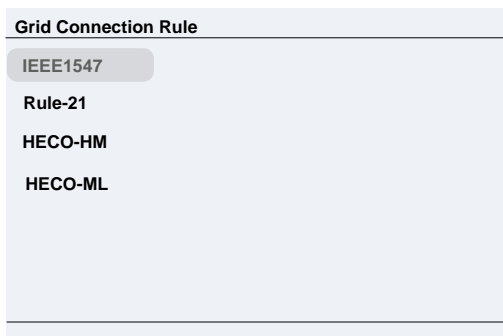 Grid Connection Rule
IEEE1547
Rule-21
HECO-HM
HECO-ML